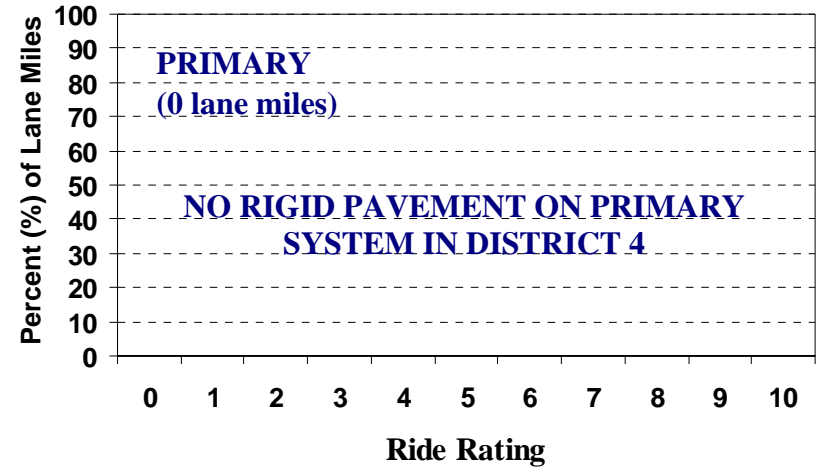 Percent (%) of Lane Miles
100
90
80
70
60
50
40
30
20
10
0
PRIMARY
(0 lane miles)
NO RIGID PAVEMENT ON PRIMARY
SYSTEM IN DISTRICT 4
0 1 2 3 4 5 6 7 8 9 10
Ride Rating